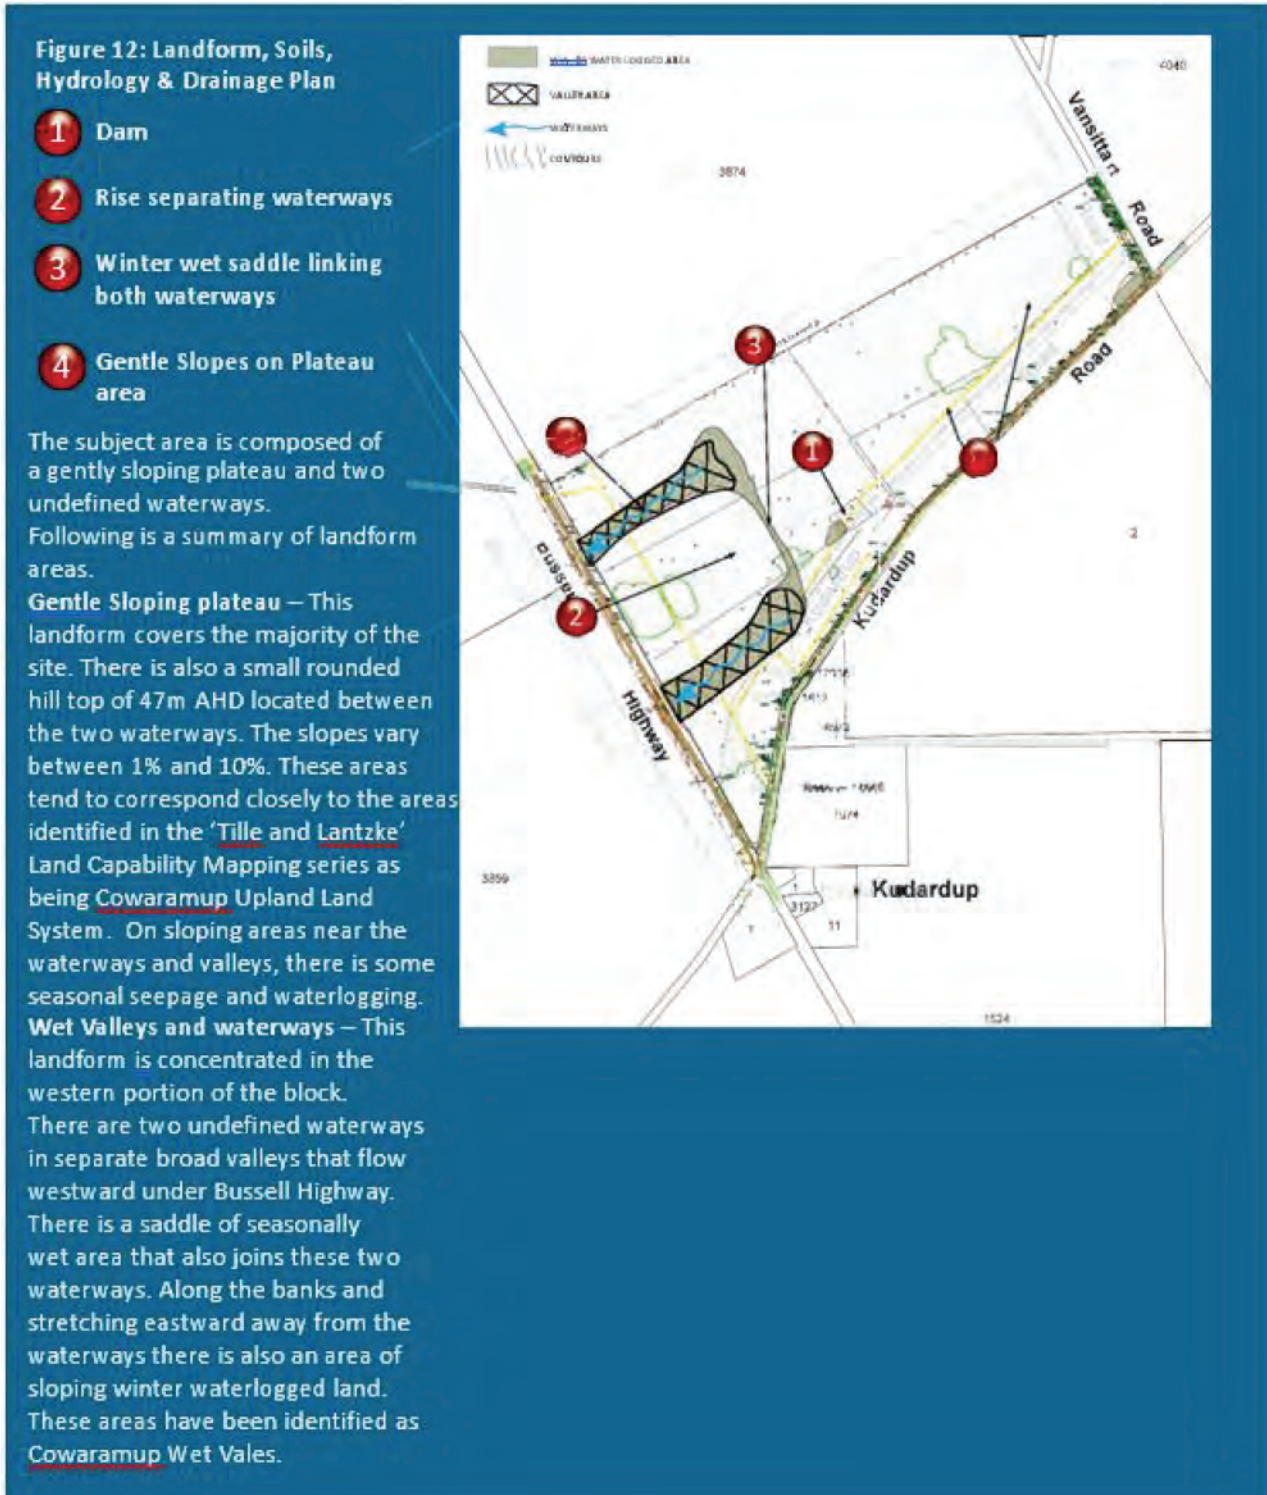 Figure 12: Landform, Soils,
Hydrology & Drainage Plan
1 Dam
2 Rise separating waterways
3 Winter wet saddle linking
both waterways
4 Gentle Slopes on Plateau
area
The subject area is composed of
a gently sloping plateau and two
undefined waterways.
Following is a summary of landform
areas.
Gentle Sloping plateau – This
landform covers the majority of the
site. There is also a small rounded
hill top of 47m AHD located between
the two waterways. The slopes vary
between 1% and 10%. These areas
tend to correspond closely to the areas
identified in the ‘Tille and Lantzke’
Land Capability Mapping series as
being Cowaramup Upland Land
System. On sloping areas near the
waterways and valleys, there is some
seasonal seepage and waterlogging.
Wet Valleys and waterways – This
landform is concentrated in the
western portion of the block.
There are two undefined waterways
in separate broad valleys that flow
westward under Bussell Highway.
There is a saddle of seasonally
wet area that also joins these two
waterways. Along the banks and
stretching eastward away from the
waterways there is also an area of
sloping winter waterlogged land.
These areas have been identified as
Cowaramup Wet Vales.
WATER LOGGED AREA
VALLEY AREA
WATERWAYS
CONTOURS
4040
Vansittart
Road
3874
3
1
Road
2
2
Kudardup
Highway
3859
1
3127
11
Kudardup
1524